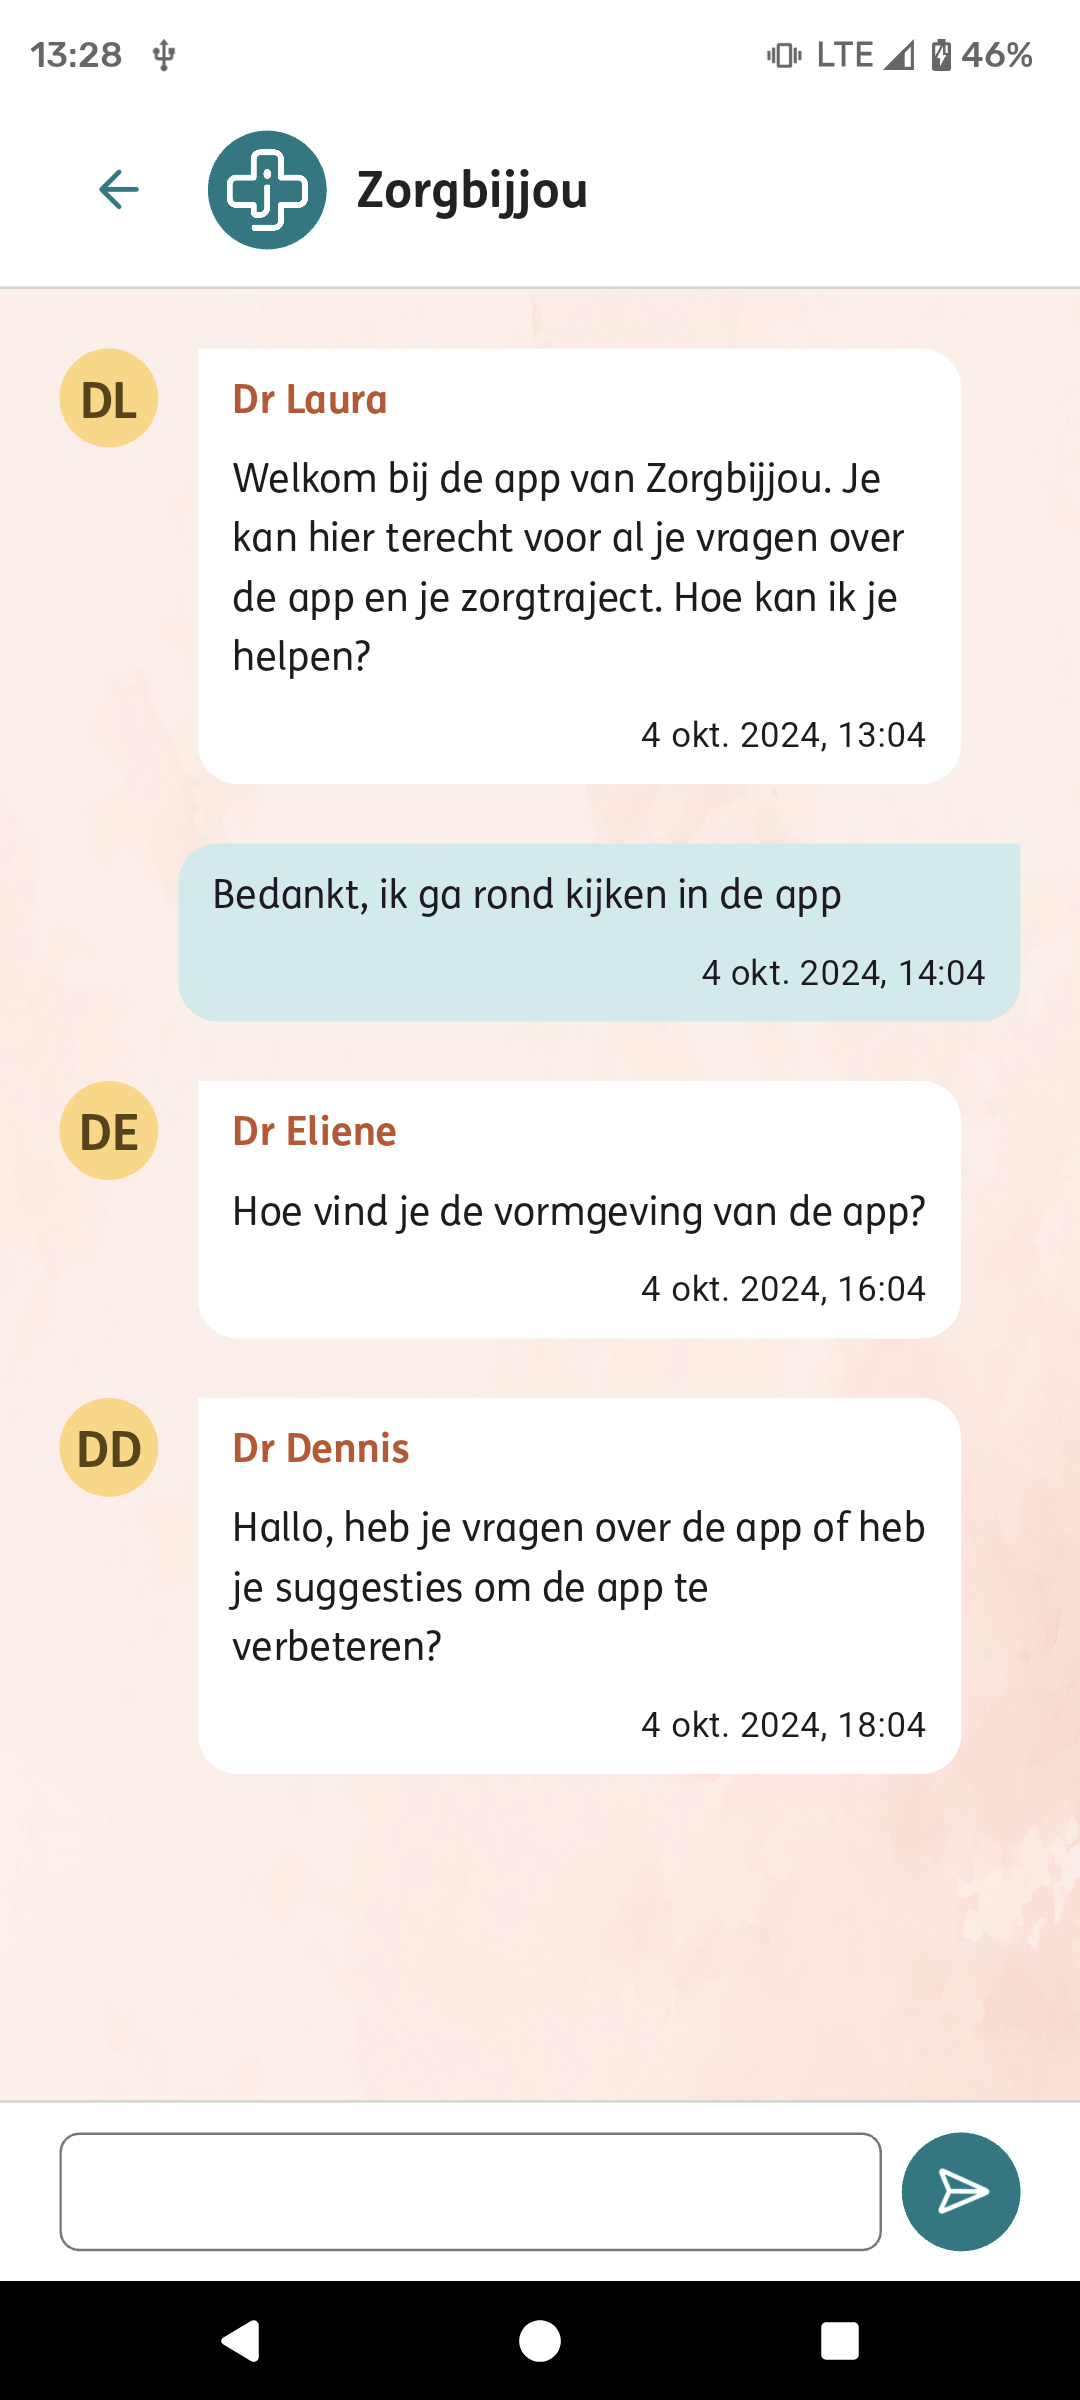 13:28
LTE
46%
Zorgbijjou
DL
Dr Laura
Welkom bij de app van Zorgbijjou. Je
kan hier terecht voor al je vragen over
de app en je zorgtraject. Hoe kan ik je
helpen?
4 okt. 2024, 13:04
Bedankt, ik ga rond kijken in de app
4 okt. 2024, 14:04
DE
Dr Eliene
Hoe vind je de vormgeving van de app?
4 okt. 2024, 16:04
DD
Dr Dennis
Hallo, heb je vragen over de app of heb
je suggesties om de app te
verbeteren?
4 okt. 2024, 18:04